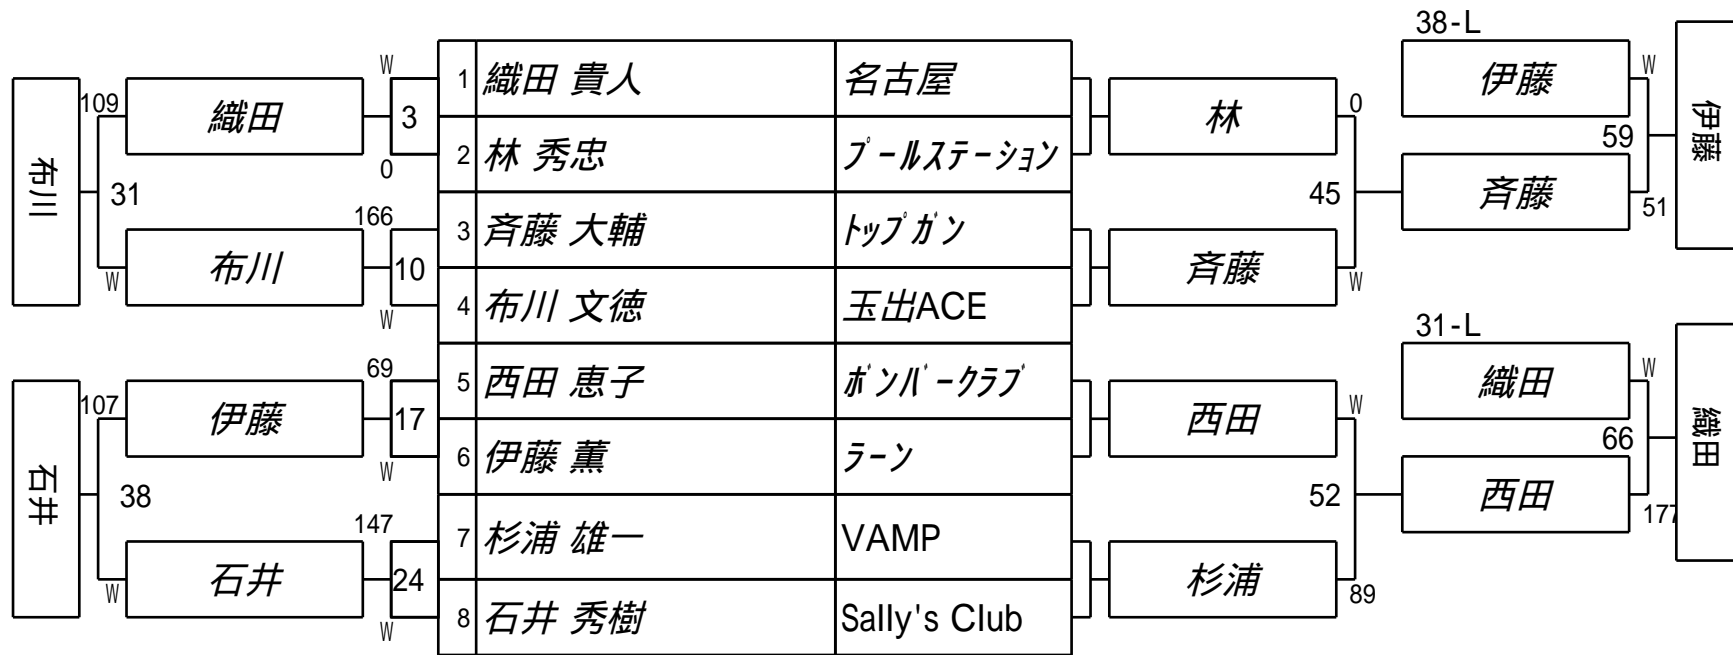 38-L
W
1 織田 貴人 名古屋
伊藤 W
109 織田 3
林 0
伊藤
布川
0
2 林 秀忠 プールステーション
59
31
166
45
斉藤 51
3 斉藤 大輔 トップガン
布川 10
斉藤
W
W
4 布川 文徳 玉出ACE
W
31-L
69
5 西田 恵子 ボンバークラブ
織田 W
107 伊藤 17
西田 W
織田
石井
W
6 伊藤 薫 ラーン
66
38
147
52
西田 177
7 杉浦 雄一 VAMP
石井 24
杉浦
W
89
W
8 石井 秀樹 Sally's Club